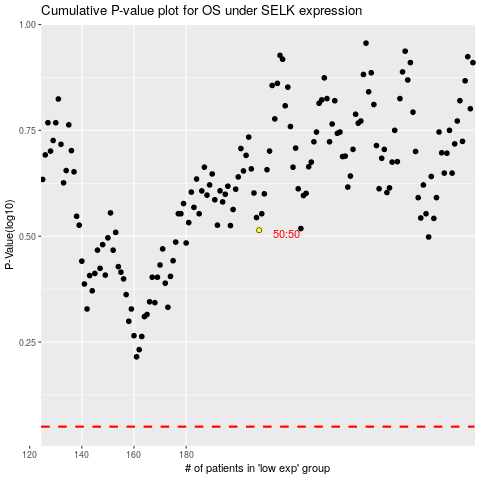 Cumulative P-value plot for OS under SELK expression
1.00
0.75
0.50
0.25
P-Value(log10)
50:50
120 140 160 180
# of patients in 'low exp' group